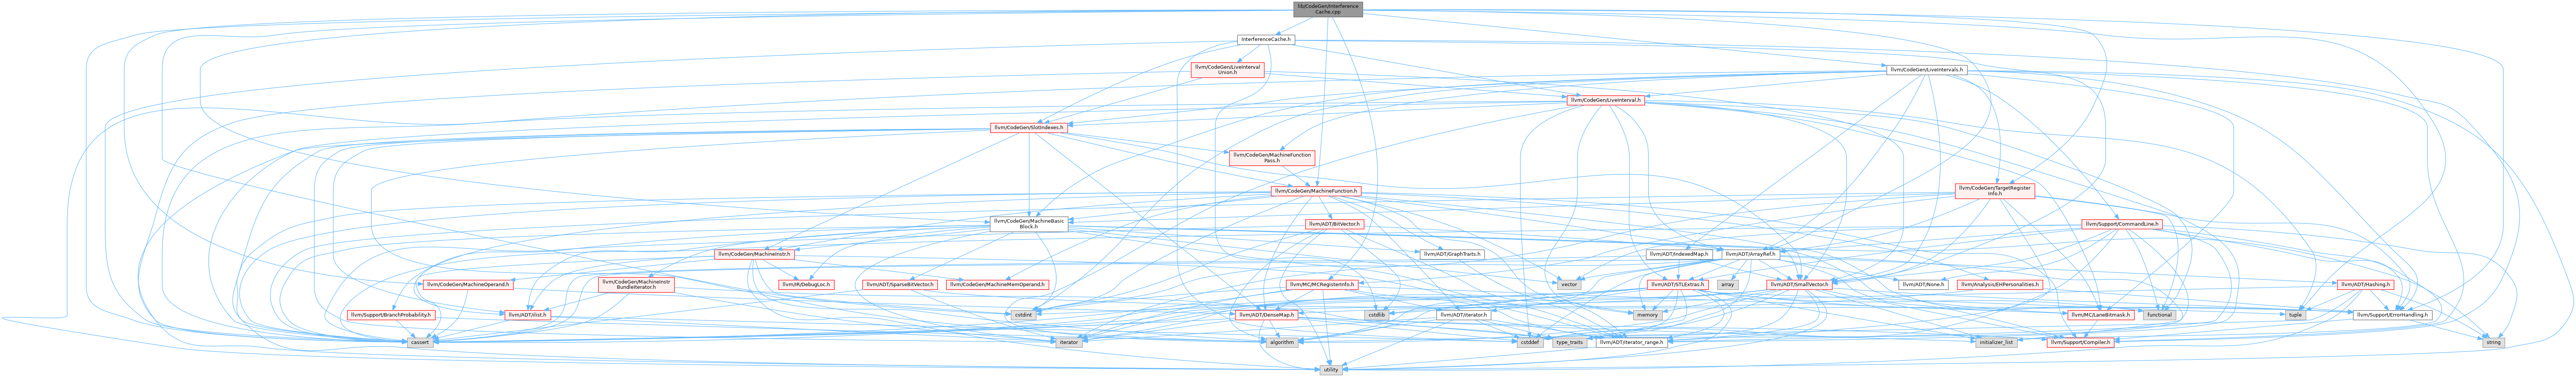 lib/CodeGen/Interference
Cache.cpp
InterferenceCache.h
llvm/CodeGen/LiveInterval
Union.h
llvm/CodeGen/LiveIntervals.h
llvm/CodeGen/LiveInterval.h
llvm/CodeGen/SlotIndexes.h
llvm/CodeGen/MachineFunction
Pass.h
llvm/CodeGen/MachineFunction.h
llvm/CodeGen/TargetRegister
Info.h
llvm/CodeGen/MachineBasic
Block.h
llvm/ADT/BitVector.h
llvm/Support/CommandLine.h
llvm/CodeGen/MachineInstr.h
llvm/ADT/GraphTraits.h
llvm/ADT/IndexedMap.h
llvm/ADT/ArrayRef.h
llvm/CodeGen/MachineOperand.h
llvm/CodeGen/MachineInstr
BundleIterator.h
llvm/IR/DebugLoc.h
llvm/ADT/SparseBitVector.h
llvm/CodeGen/MachineMemOperand.h
llvm/MC/MCRegisterInfo.h
vector
llvm/ADT/STLExtras.h
array
llvm/ADT/SmallVector.h
llvm/ADT/None.h
llvm/Analysis/EHPersonalities.h
llvm/ADT/Hashing.h
llvm/Support/BranchProbability.h
llvm/ADT/ilist.h
cstdint
llvm/ADT/DenseMap.h
cstdlib
llvm/ADT/iterator.h
memory
llvm/MC/LaneBitmask.h
functional
tuple
llvm/Support/ErrorHandling.h
cassert
iterator
algorithm
cstddef
type_traits
llvm/ADT/iterator_range.h
initializer_list
llvm/Support/Compiler.h
string
utility